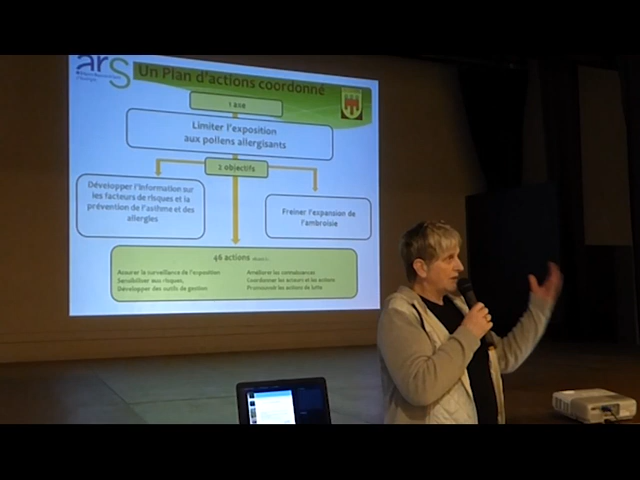 ars
Un Plan d'actions coordonné
1 axe
Limiter l'exposition
aux pollens allergisants
2 objectifs
Développer l'information sur
les facteurs de risques et la
prévention de l'asthme et des
allergies
Freiner l'expansion de
l'ambroisie
46 actions
Assurer la surveillance de l'exposition
Sensibiliser aux risques,
Développer des outils de gestion
Améliorer les connaissances
Coordonner les acteurs et les actions
Promouvoir les actions de lutte